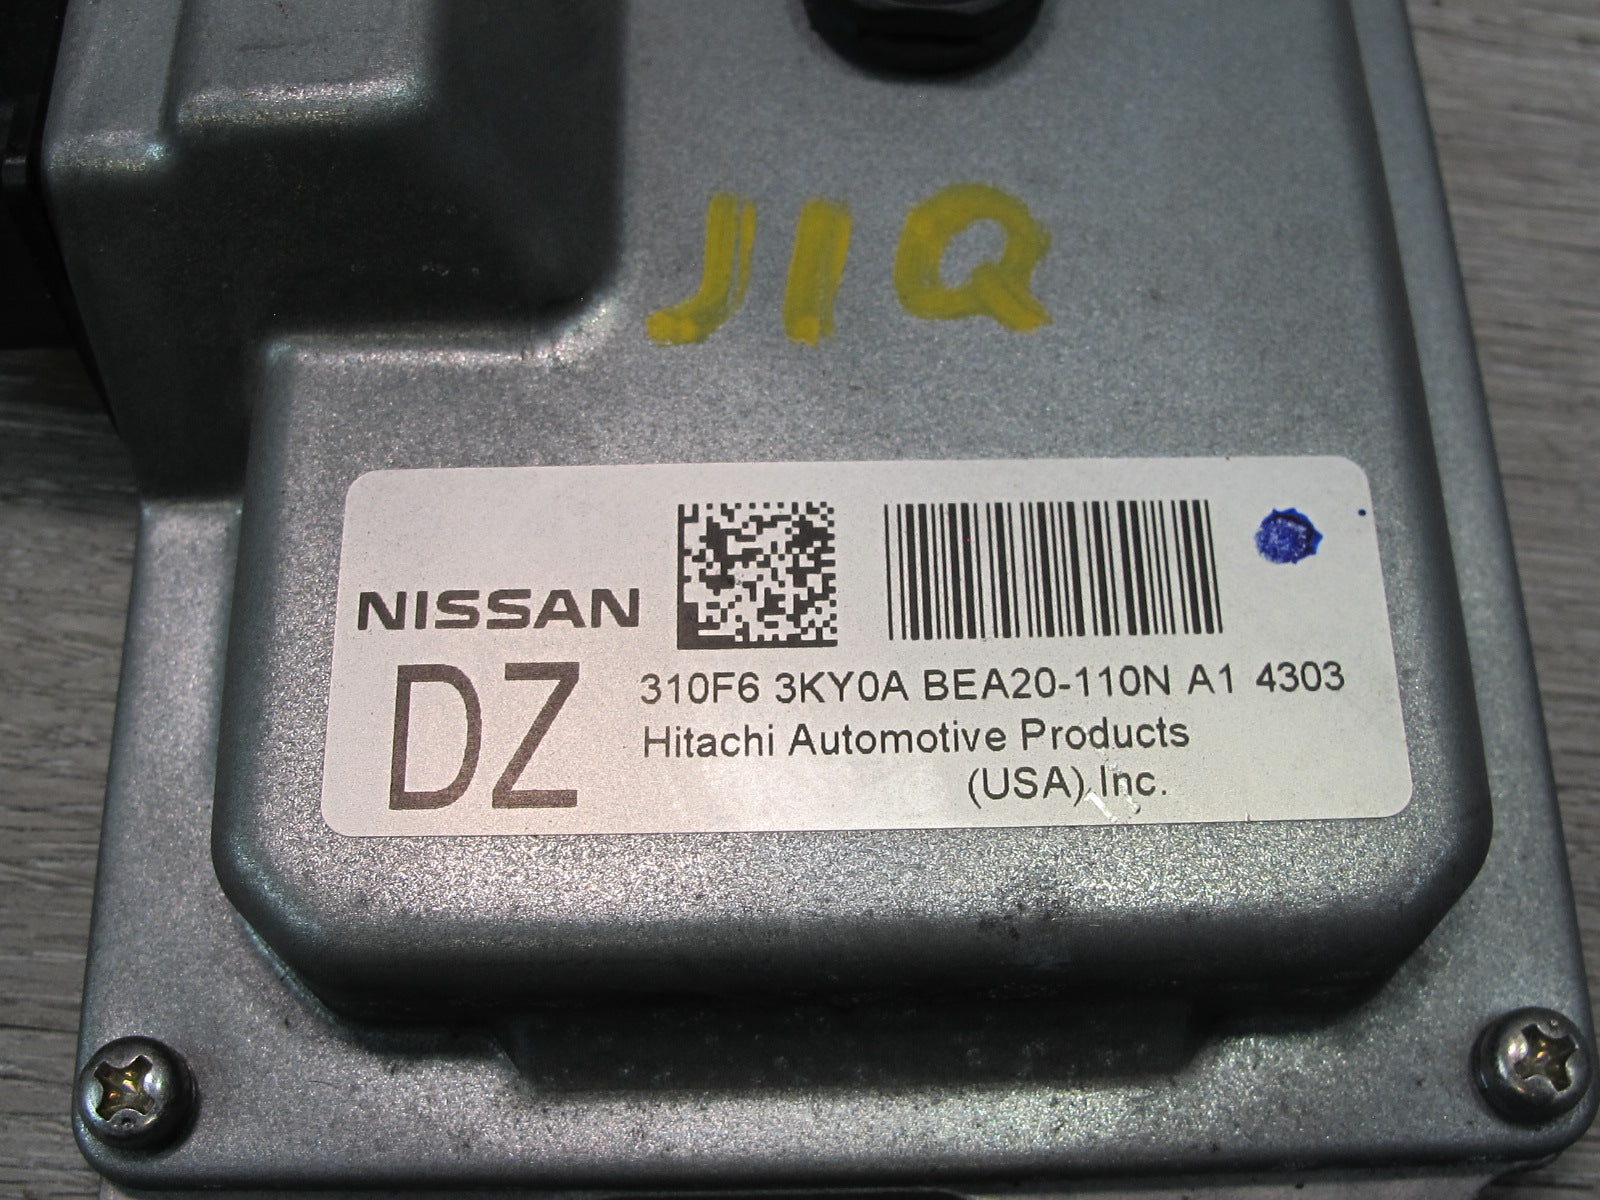 J1Q
NISSAN
DZ
310F6 3KY0A BEA20-110N A1 4303
Hitachi Automotive Products
(USA), Inc.